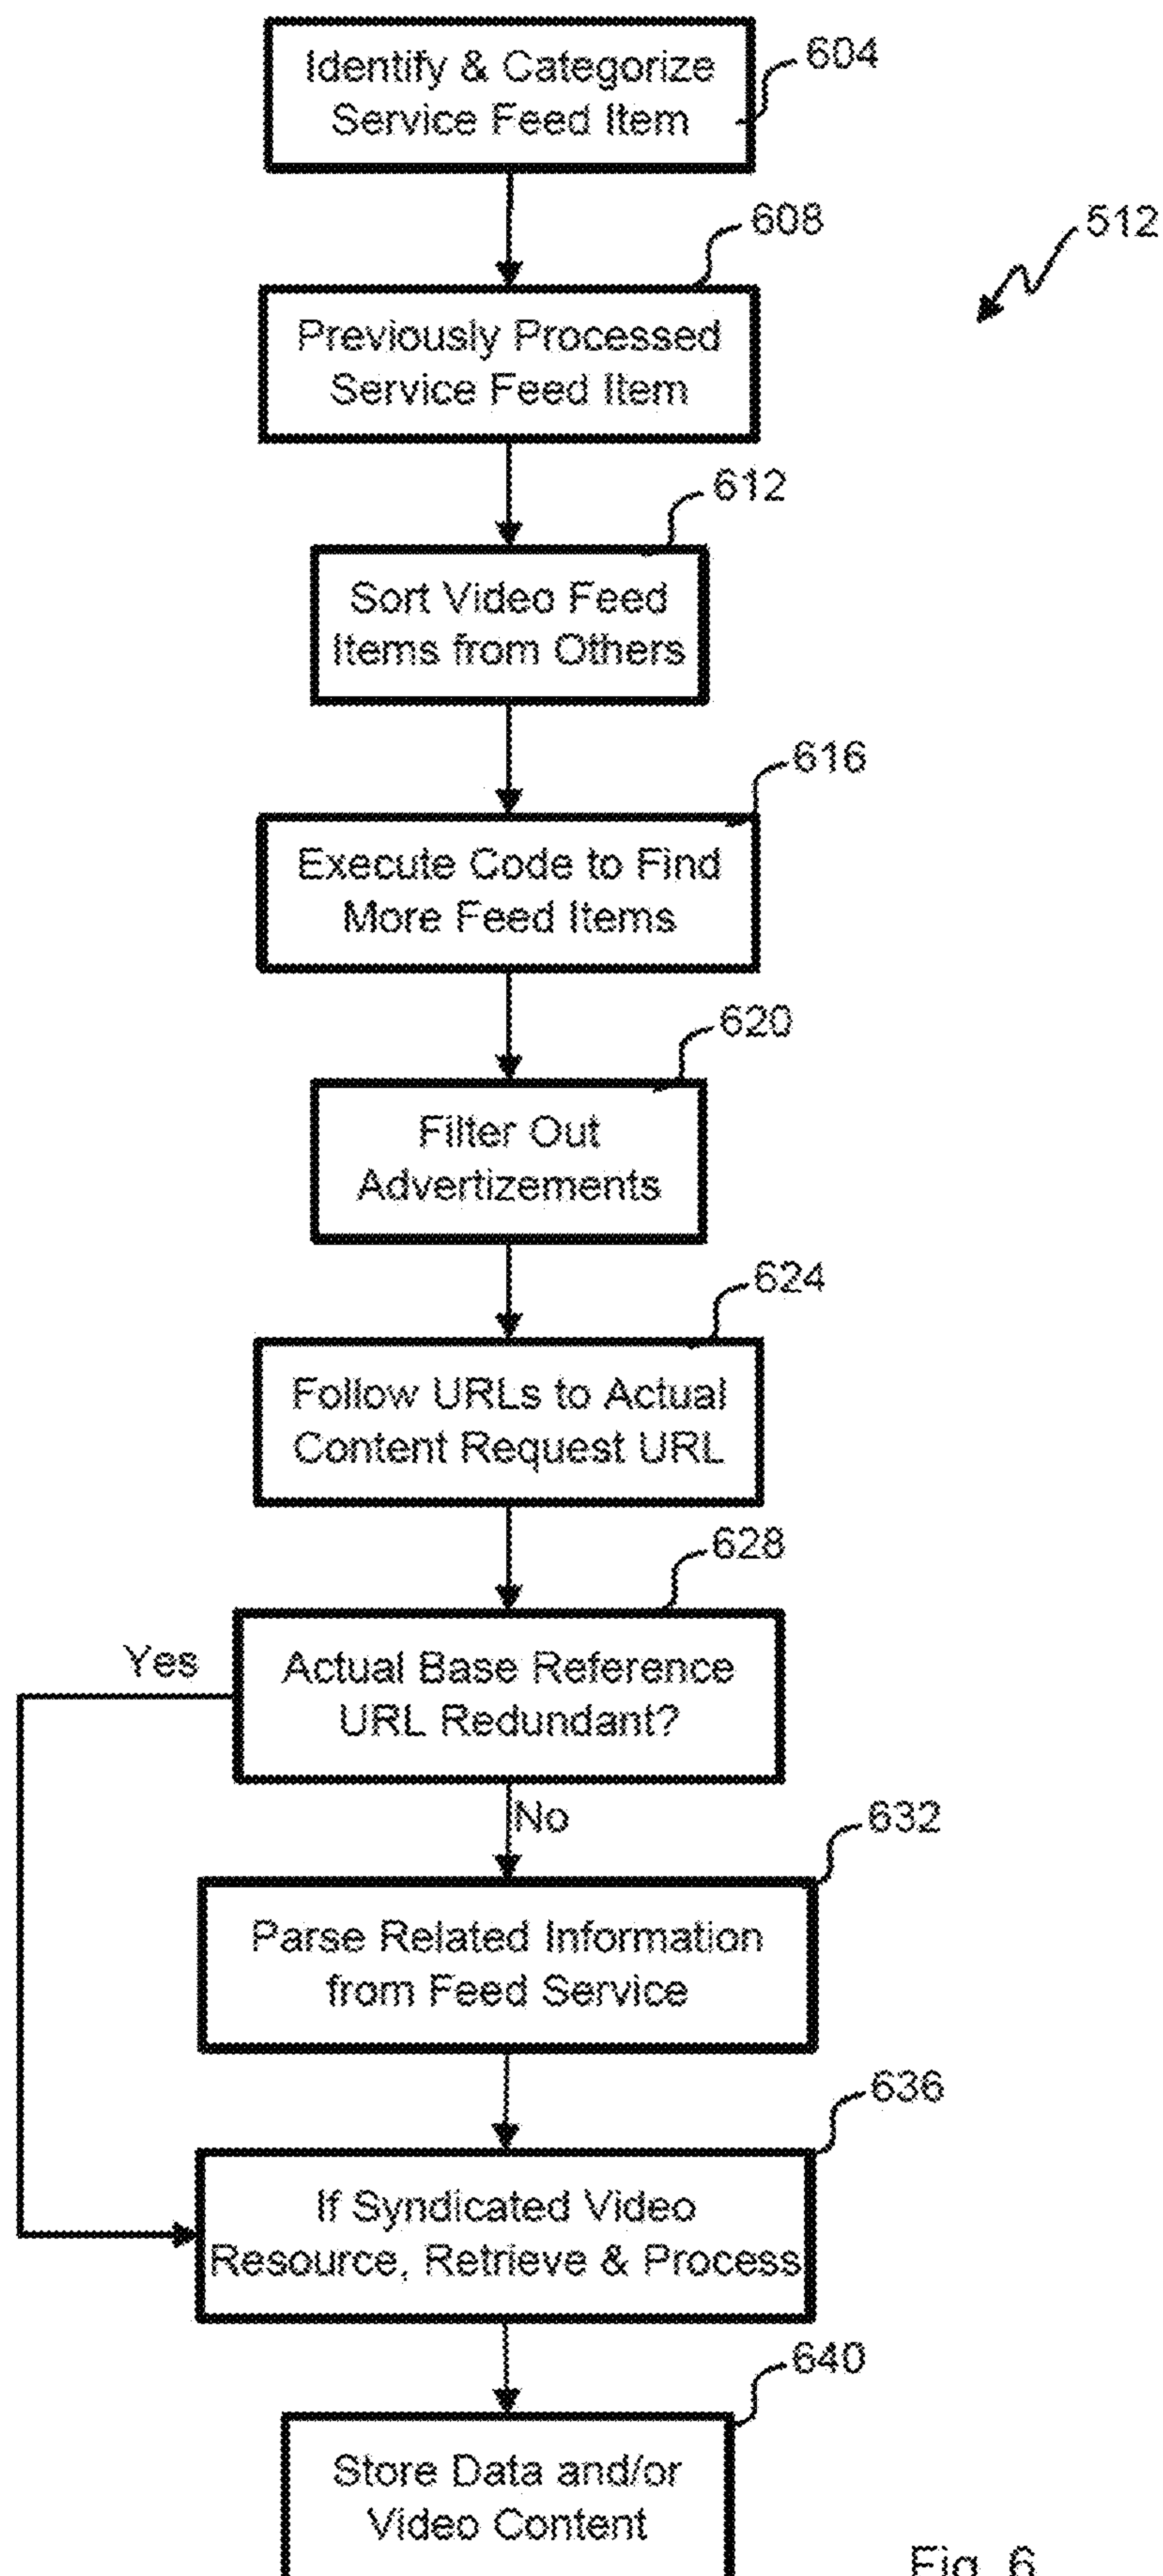 Identify & Categorize
Service Feed Item
604
512
608
Previously Processed
Service Feed Item
612
Sort Video Feed
Items from Others
616
Execute Code to Find
More Feed Items
620
Filter Out
Advertizements
624
Follow URLs to Actual
Content Request URL
628
Yes
Actual Base Reference
URL Redundant?
No
632
Parse Related Information
from Feed Service
636
If Syndicated Video
Resource, Retrieve & Process
640
Store Data and/or
Video Content
Fig. 6